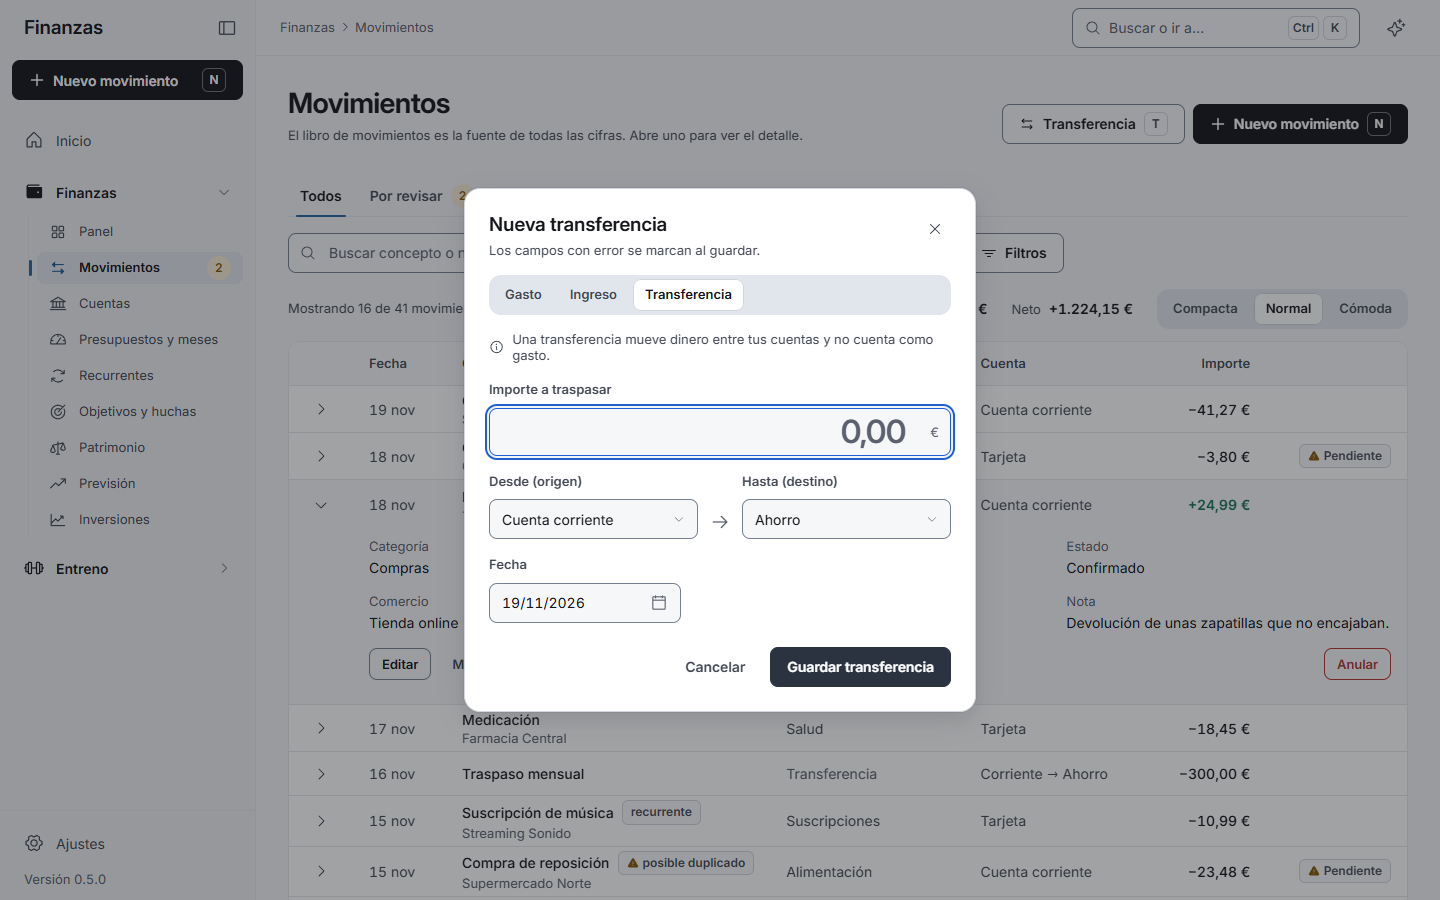 Finanzas
Nuevo movimiento N
Inicio
Finanzas
Panel
Movimientos 2
Cuentas
Presupuestos y meses
Recurrentes
Objetivos y huchas
Patrimonio
Previsión
Inversiones
Entreno
Ajustes
Versión 0.5.0
Finanzas > Movimientos
Buscar o ir a... Ctrl K
Movimientos
El libro de movimientos es la fuente de todas las cifras. Abre uno para ver el detalle.
Transferencia T
Nuevo movimiento N
Todos Por revisar 2
Buscar concepto o
Filtros
Mostrando 16 de 41
€ Neto +1.224,15 €
Compacta Normal Cómoda
Fecha Cuenta Importe
19 nov Cuenta corriente −41,27 €
18 nov Tarjeta −3,80 € Pendiente
18 nov Cuenta corriente +24,99 €
Categoría
Compras
Estado
Confirmado
Comercio
Tienda online
Nota
Devolución de unas zapatillas que no encajaban.
Editar
Anular
17 nov Medicación Salud Tarjeta −18,45 €
Farmacia Central
16 nov Traspaso mensual Transferencia Corriente → Ahorro −300,00 €
15 nov Suscripción de música recurrente Suscripciones Tarjeta −10,99 €
Streaming Sonido
15 nov Compra de reposición posible duplicado Alimentación Cuenta corriente −23,48 € Pendiente
Supermercado Norte
Nueva transferencia
Los campos con error se marcan al guardar.
Gasto Ingreso Transferencia
Una transferencia mueve dinero entre tus cuentas y no cuenta como
gasto.
Importe a traspasar
0,00 €
Desde (origen) Hasta (destino)
Cuenta corriente → Ahorro
Fecha
19/11/2026
Cancelar Guardar transferencia